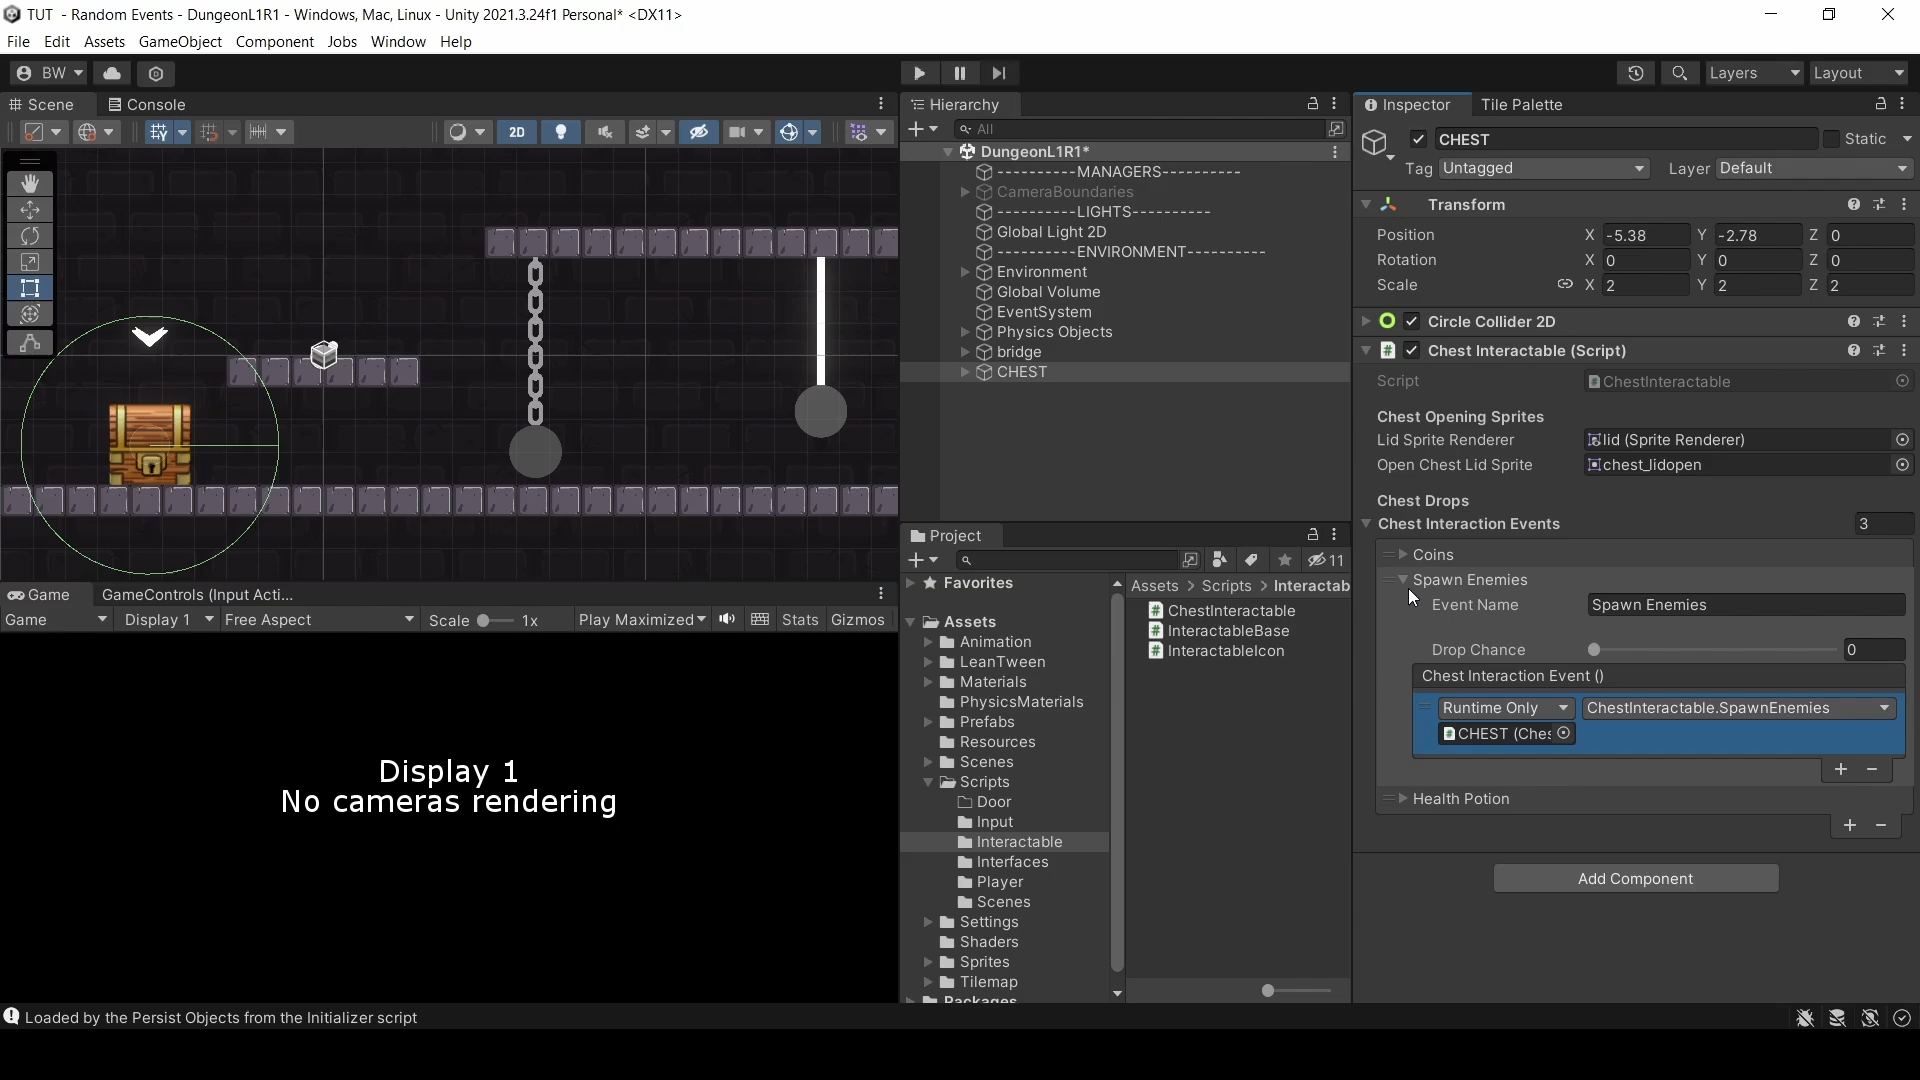 TUT - Random Events - DungeonL1R1 - Windows, Mac, Linux - Unity 2021.3.24f1 Personal* <DX11>
File Edit Assets GameObject Component Jobs Window Help
BW
Layers
Layout
Scene
Console
2D
Hierarchy
All
DungeonL1R1*
----------MANAGERS----------
CameraBoundaries
----------LIGHTS----------
Global Light 2D
----------ENVIRONMENT----------
Environment
Global Volume
EventSystem
Physics Objects
bridge
CHEST
Project
11
Favorites
Assets
Animation
LeanTween
Materials
PhysicsMaterials
Prefabs
Resources
Scenes
Scripts
Door
Input
Interactable
Interfaces
Player
Scenes
Settings
Shaders
Sprites
Tilemap
Packages
Assets > Scripts > Interactab
ChestInteractable
InteractableBase
InteractableIcon
Inspector
Tile Palette
CHEST
Static
Tag Untagged
Layer Default
Transform
Position X -5.38 Y -2.78 Z 0
Rotation X 0 Y 0 Z 0
Scale X 2 Y 2 Z 2
Circle Collider 2D
Chest Interactable (Script)
Script ChestInteractable
Chest Opening Sprites
Lid Sprite Renderer lid (Sprite Renderer)
Open Chest Lid Sprite chest_lidopen
Chest Drops
Chest Interaction Events 3
Coins
Spawn Enemies
Event Name Spawn Enemies
Drop Chance 0
Chest Interaction Event ()
Runtime Only ChestInteractable.SpawnEnemies
CHEST (Ches
Health Potion
Add Component
Game
GameControls (Input Acti...
Game Display 1 Free Aspect Scale 1x Play Maximized Stats Gizmos
Display 1
No cameras rendering
Loaded by the Persist Objects from the Initializer script